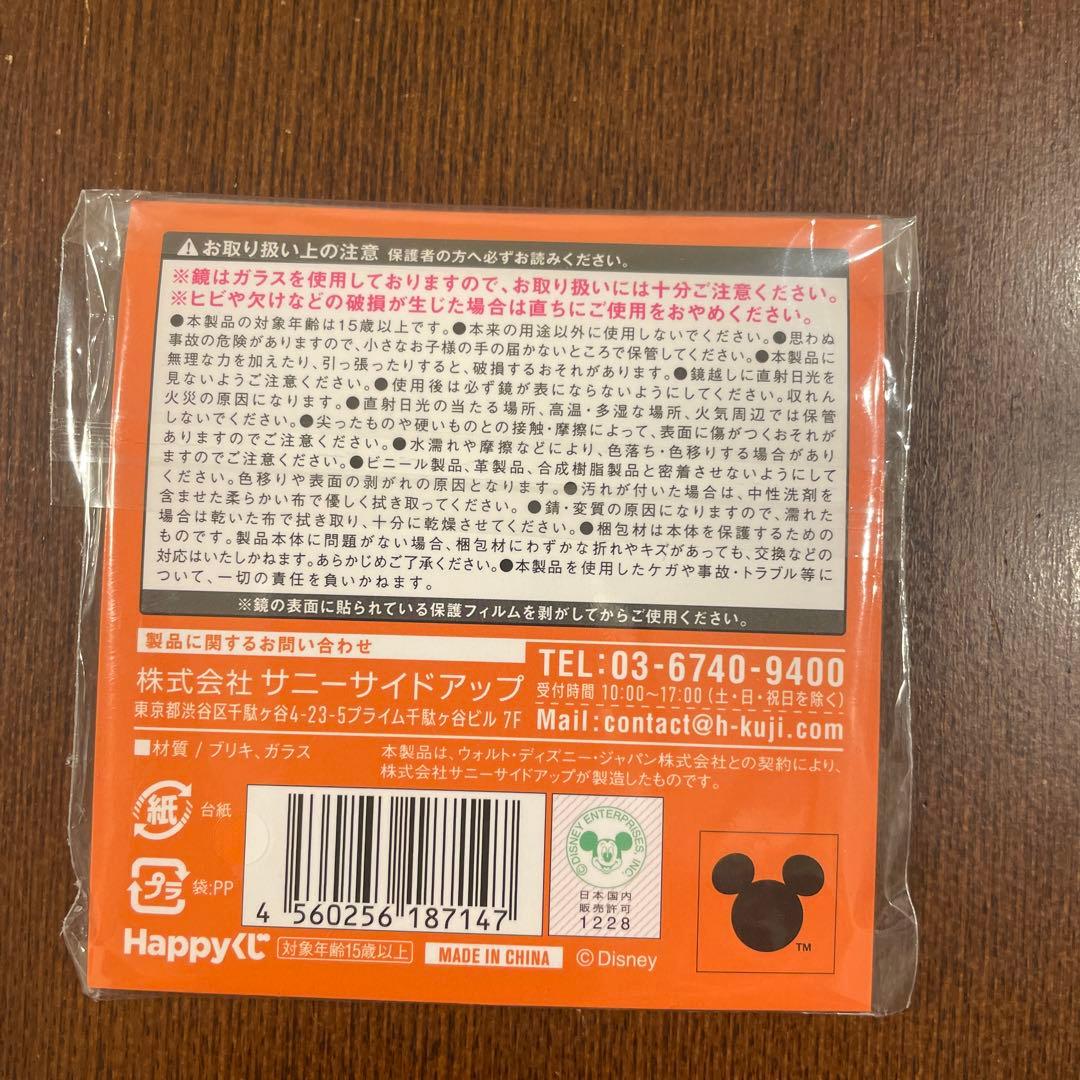 お取り扱い上の注意 保護者の方へ必ずお読みください。
※鏡はガラスを使用しておりますので、お取り扱いには十分ご注意ください。
※ヒビや欠けなどの破損が生じた場合は直ちにご使用をおやめください。
●本製品の対象年齢は15歳以上です。●本来の用途以外に使用しないでください。●思わぬ
事故の危険がありますので、小さなお子様の手の届かないところで保管してください。●本製品に
無理な力を加えたり、引っ張ったりすると、破損するおそれがあります。●鏡越しに直射日光を
見ないようご注意ください。●使用後は必ず鏡が表にならないようにしてください。収れん
火災の原因になります。●直射日光の当たる場所、高温・多湿な場所、火気周辺では保管
しないでください。●尖ったものや硬いものとの接触・摩擦によって、表面に傷がつくおそれが
ありますのでご注意ください。●水濡れや摩擦などにより、色落ち・色移りする場合があり
ますのでご注意ください。●ビニール製品、革製品、合成樹脂製品と密着させないようにして
ください。色移りや表面の剥がれの原因となります。●汚れが付いた場合は、中性洗剤を
含ませた柔らかい布で優しく拭き取ってください。●錆・変質の原因になりますので、濡れた
場合は乾いた布で拭き取り、十分に乾燥させてください。●梱包材は本体を保護するための
ものです。製品本体に問題がない場合、梱包材にわずかな折れやキズがあっても、交換などの
対応はいたしかねます。あらかじめご了承ください。●本製品を使用したケガや事故・トラブル等に
ついて、一切の責任を負いかねます。
※鏡の表面に貼られている保護フィルムを剥がしてからご使用ください。
製品に関するお問い合わせ
株式会社 サニーサイドアップ
東京都渋谷区千駄ヶ谷4-23-5プライム千駄ヶ谷ビル 7F
TEL:03-6740-9400
受付時間 10:00〜17:00(土・日・祝日を除く)
Mail:contact@h-kuji.com
■材質 / ブリキ、ガラス
本製品は、ウォルト・ディズニー・ジャパン株式会社との契約により、
株式会社サニーサイドアップが製造したものです。
紙 台紙
プラ 袋:PP
4 560256 187147
©DISNEY ENTERPRISES, INC.
日本国内
販売許可
1228
TM
Happyくじ
対象年齢15歳以上
MADE IN CHINA
©Disney